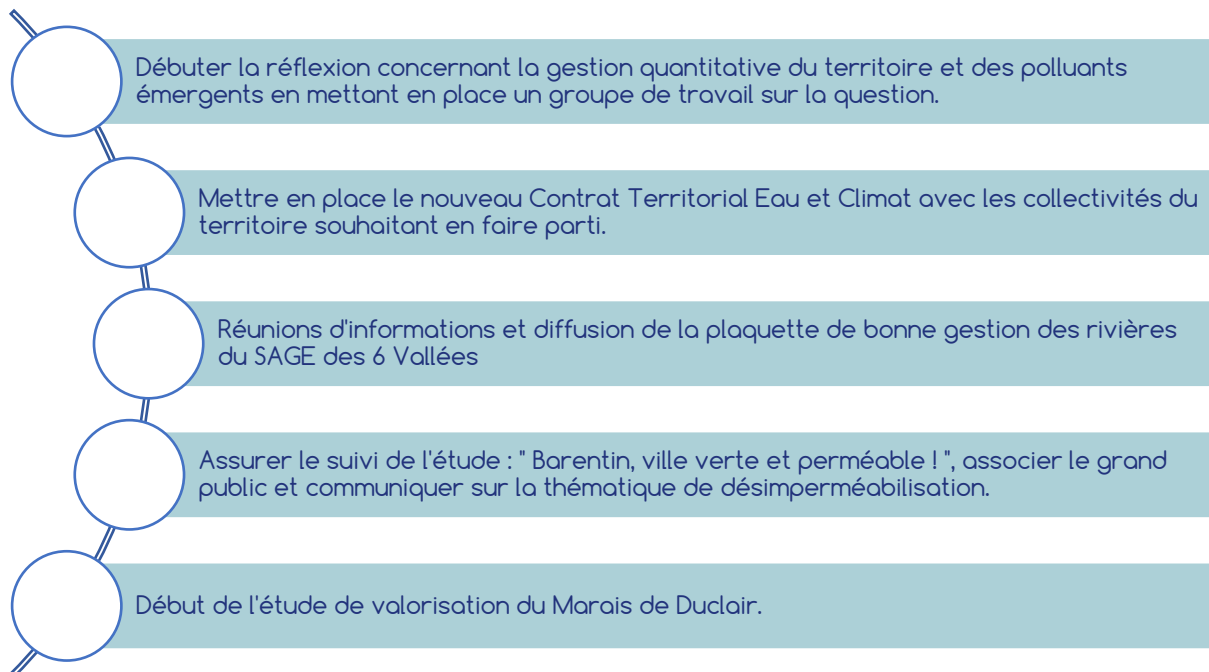 Débuter la réflexion concernant la gestion quantitative du territoire et des polluants
émergents en mettant en place un groupe de travail sur la question.
Mettre en place le nouveau Contrat Territorial Eau et Climat avec les collectivités du
territoire souhaitant en faire parti.
Réunions d'informations et diffusion de la plaquette de bonne gestion des rivières
du SAGE des 6 Vallées
Assurer le suivi de l'étude : " Barentin, ville verte et perméable ! ", associer le grand
public et communiquer sur la thématique de désimperméabilisation.
Début de l'étude de valorisation du Marais de Duclair.